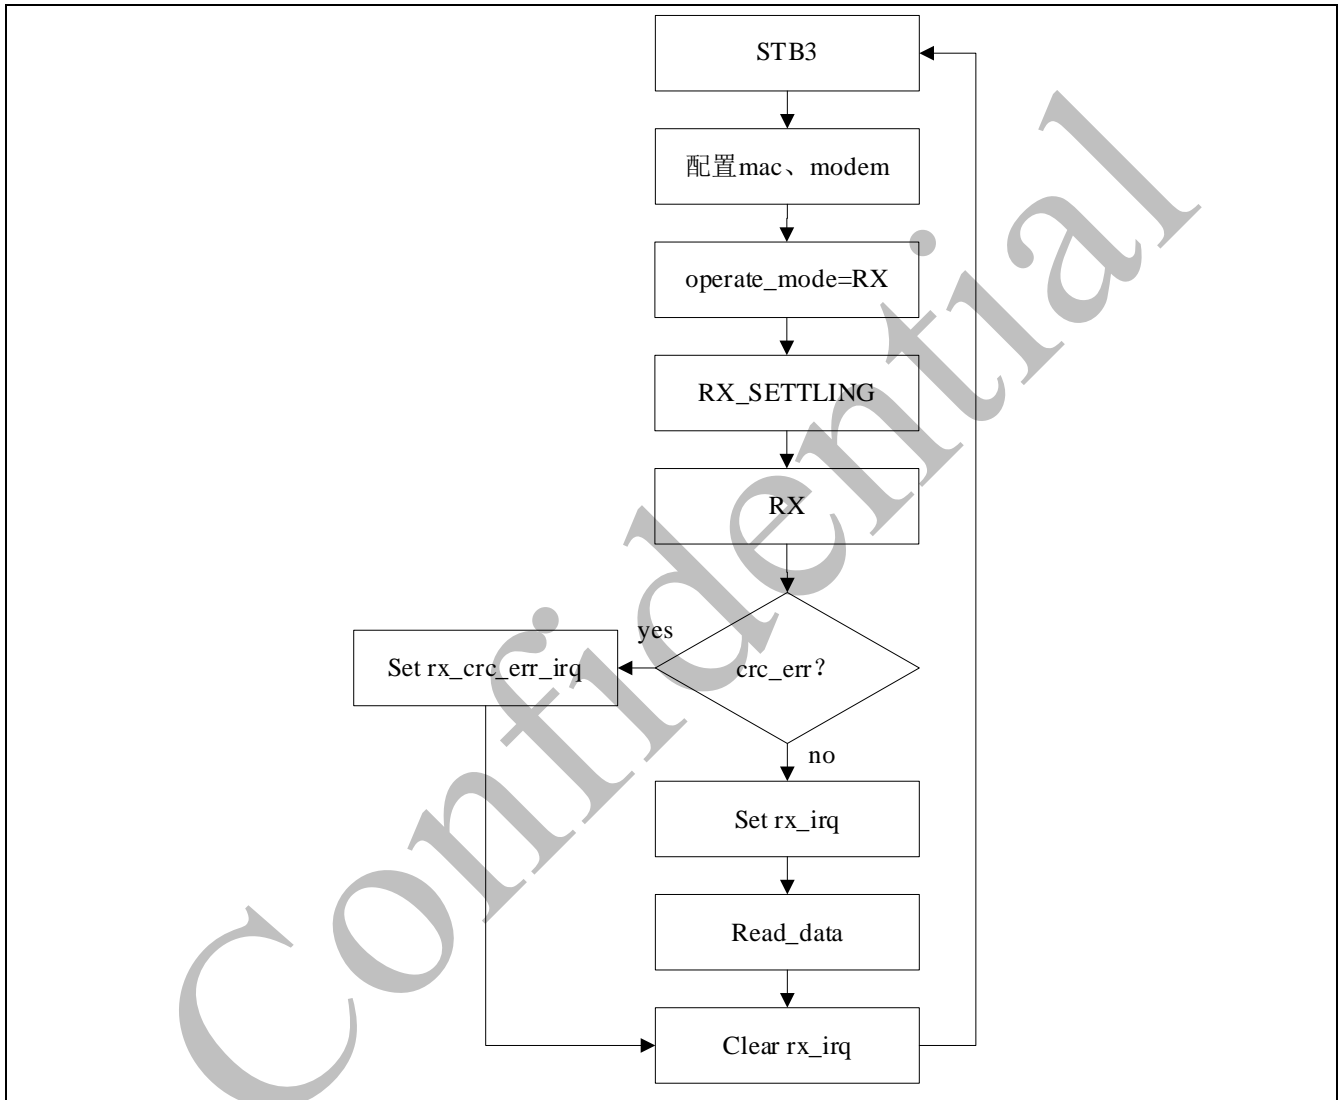 STB3
配置mac、modem
operate_mode=RX
RX_SETTLING
RX
yes
Set rx_crc_err_irq
crc_err？
no
Set rx_irq
Read_data
Clear rx_irq
Confidential